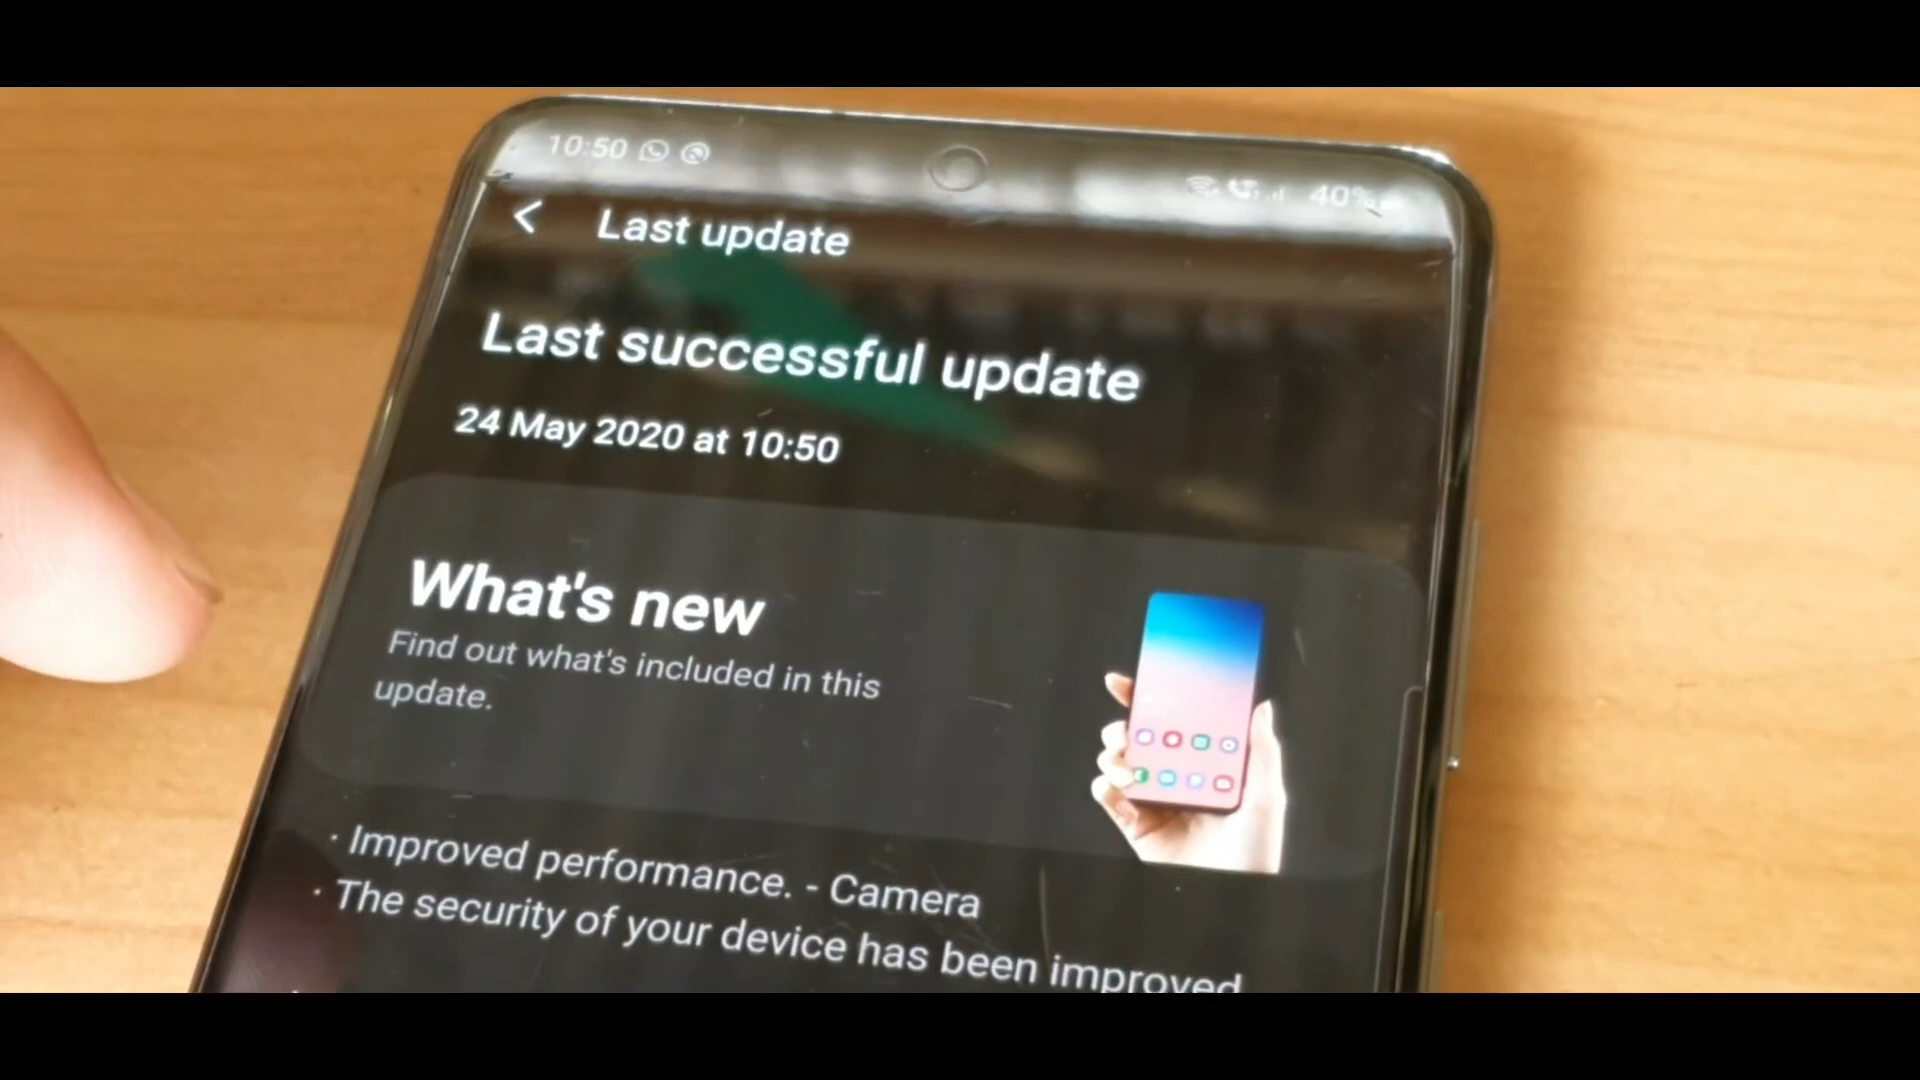 10:50
40%
Last update
Last successful update
24 May 2020 at 10:50
What's new
Find out what's included in this
update.
· Improved performance. - Camera
· The security of your device has been improved